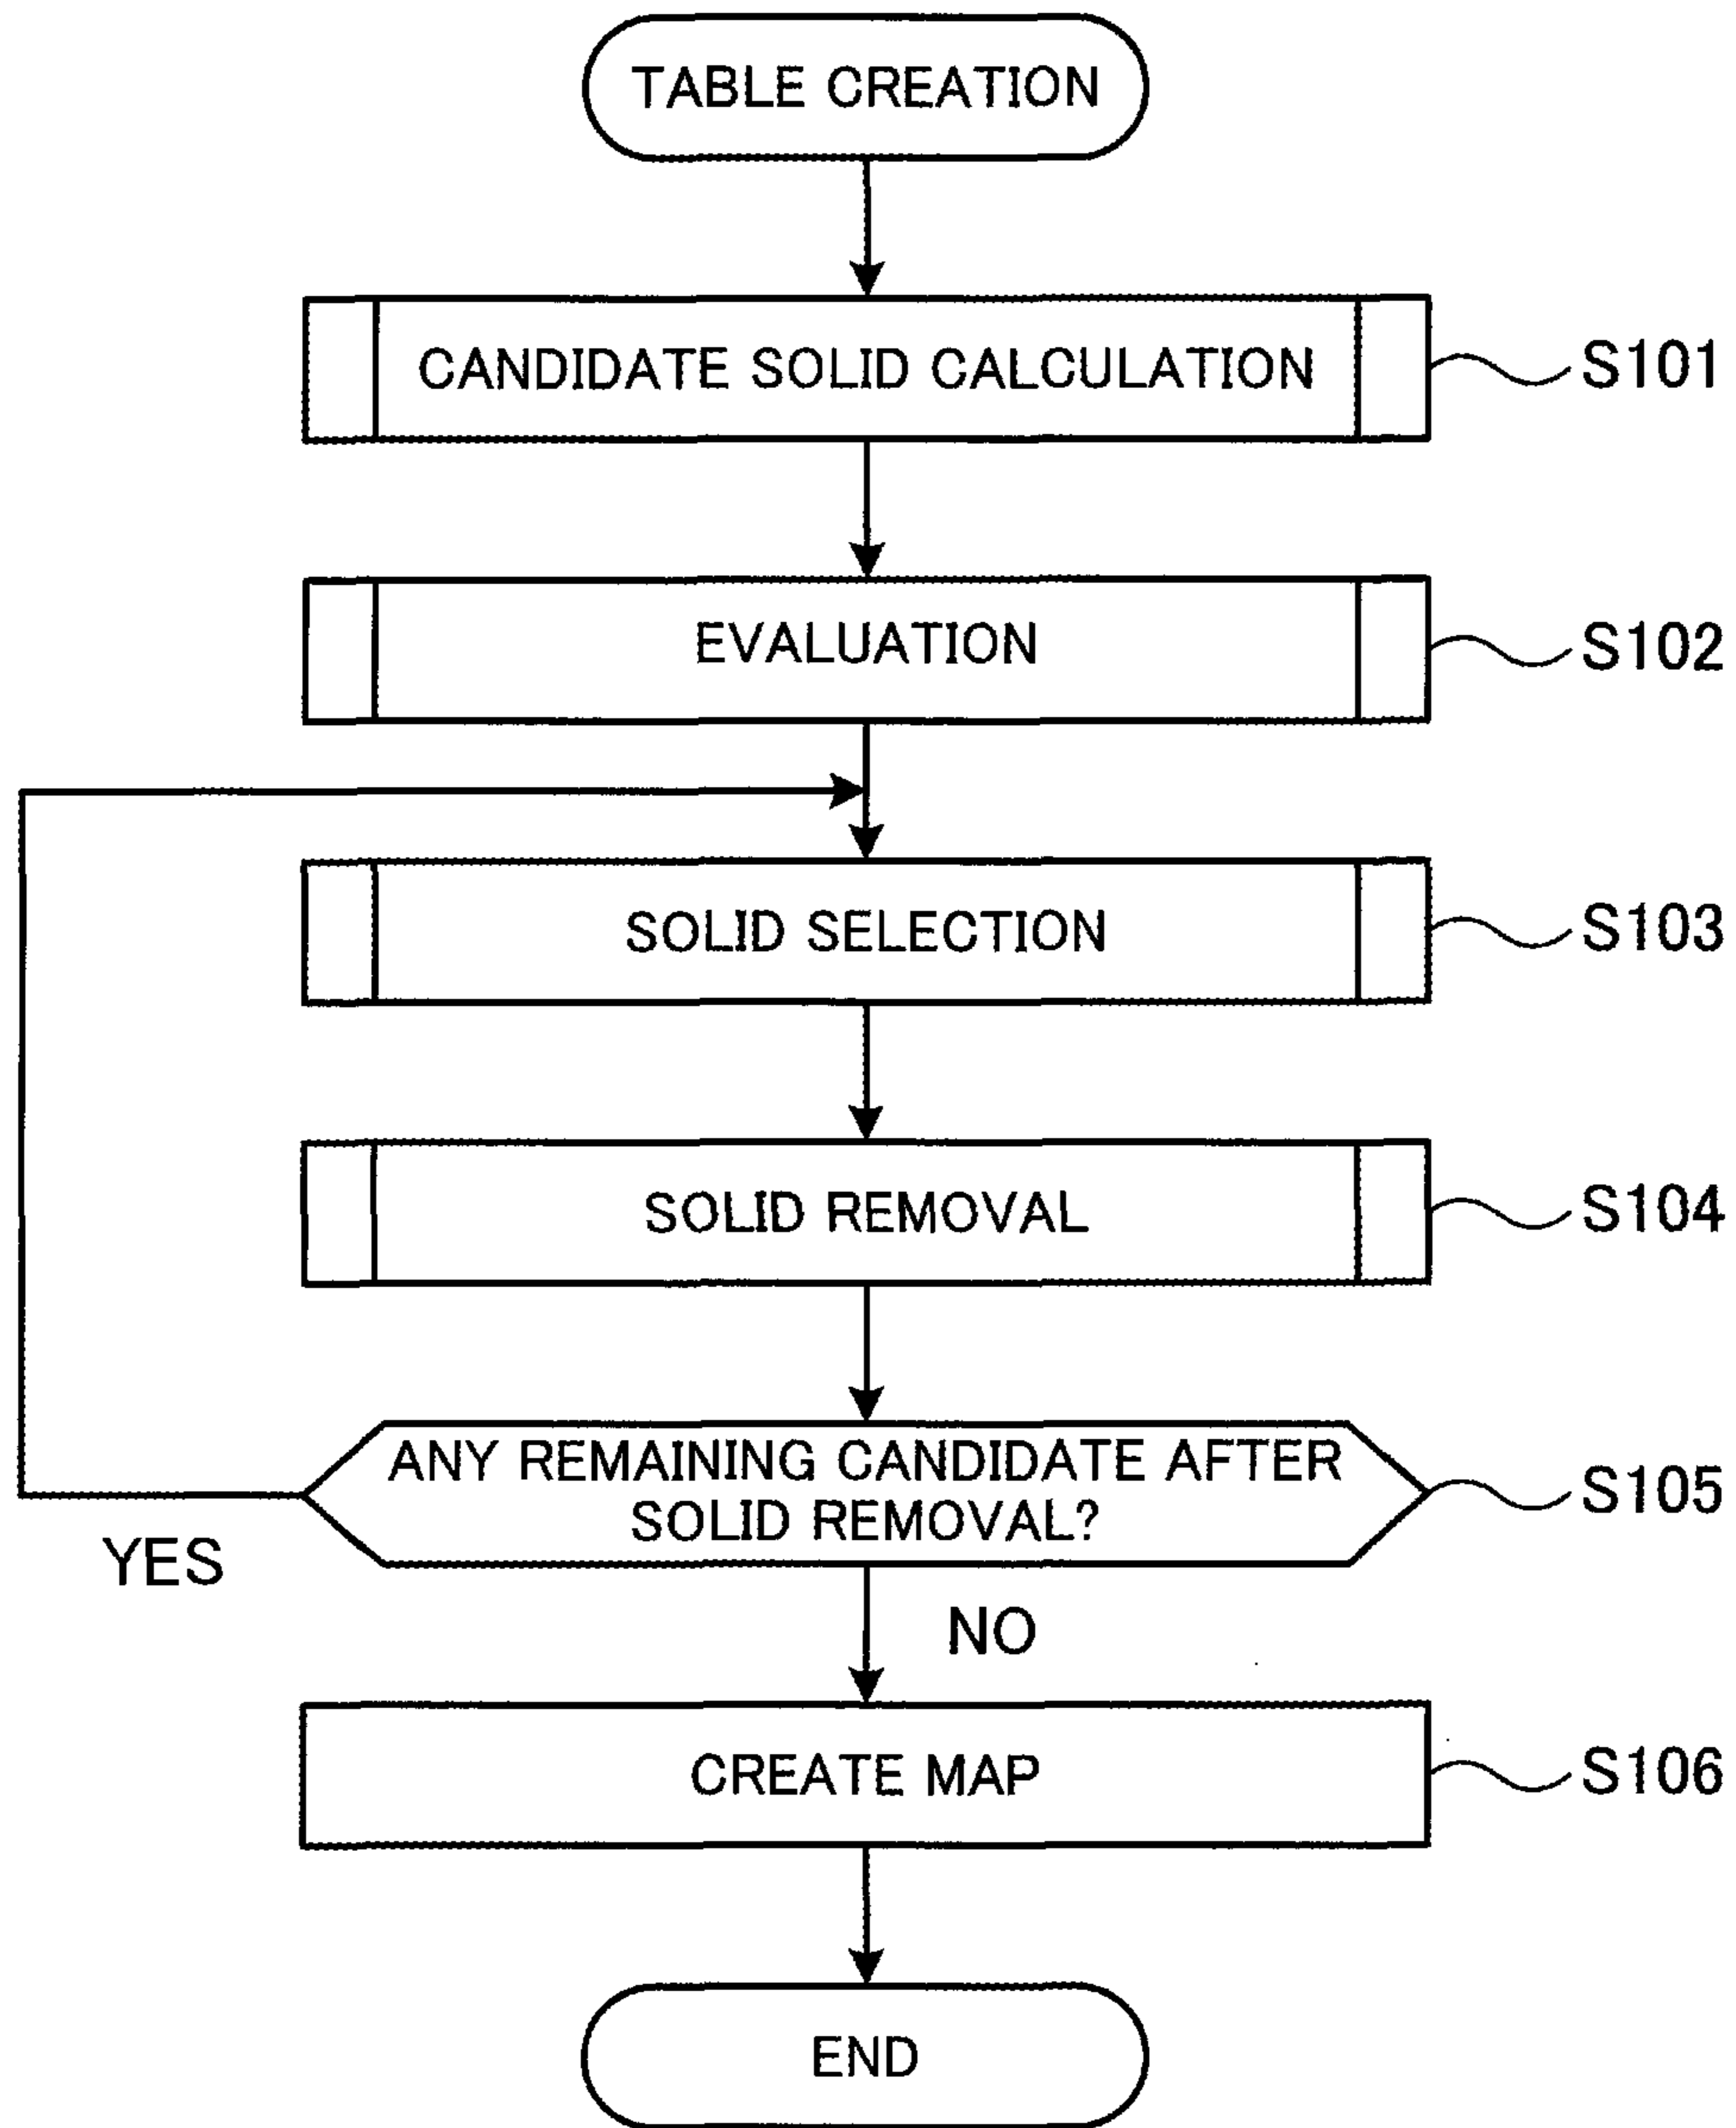 TABLE CREATION
CANDIDATE SOLID CALCULATION
S101
EVALUATION
S102
SOLID SELECTION
S103
SOLID REMOVAL
S104
ANY REMAINING CANDIDATE AFTER
SOLID REMOVAL?
S105
YES
NO
CREATE MAP
S106
END